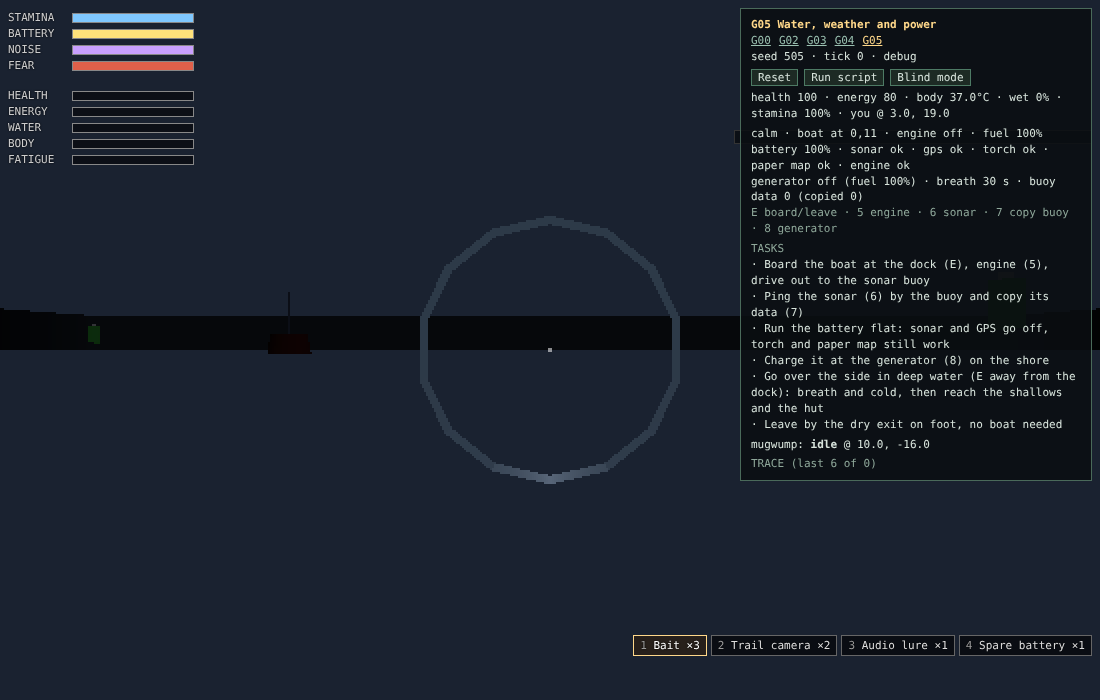 STAMINA
BATTERY
NOISE
FEAR
HEALTH
ENERGY
WATER
BODY
FATIGUE
G05 Water, weather and power
G00 G02 G03 G04 G05
seed 505 · tick 0 · debug
Reset Run script Blind mode
health 100 · energy 80 · body 37.0°C · wet 0% ·
stamina 100% · you @ 3.0, 19.0
calm · boat at 0,11 · engine off · fuel 100%
battery 100% · sonar ok · gps ok · torch ok ·
paper map ok · engine ok
generator off (fuel 100%) · breath 30 s · buoy
data 0 (copied 0)
E board/leave · 5 engine · 6 sonar · 7 copy buoy
· 8 generator
TASKS
· Board the boat at the dock (E), engine (5),
drive out to the sonar buoy
· Ping the sonar (6) by the buoy and copy its
data (7)
· Run the battery flat: sonar and GPS go off,
torch and paper map still work
· Charge it at the generator (8) on the shore
· Go over the side in deep water (E away from the
dock): breath and cold, then reach the shallows
and the hut
· Leave by the dry exit on foot, no boat needed
mugwump: idle @ 10.0, -16.0
TRACE (last 6 of 0)
1 Bait ×3 2 Trail camera ×2 3 Audio lure ×1 4 Spare battery ×1